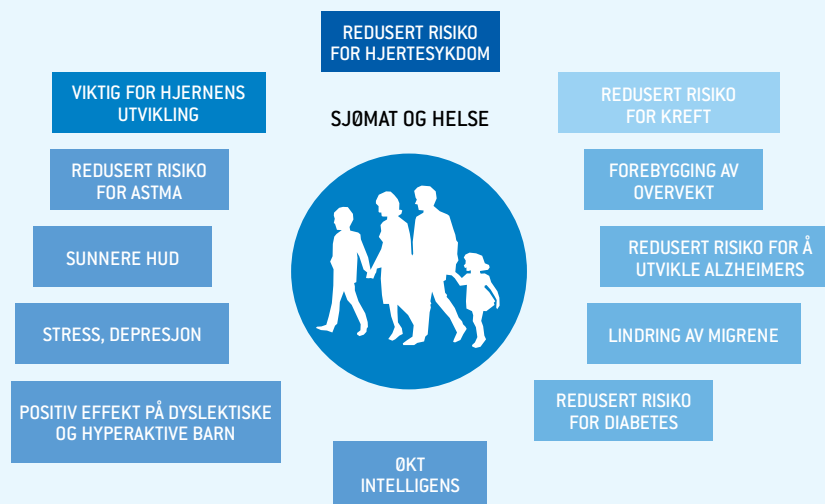 REDUSERT RISIKO
FOR HJERTESYKDOM
VIKTIG FOR HJERNENS
UTVIKLING
SJØMAT OG HELSE
REDUSERT RISIKO
FOR KREFT
REDUSERT RISIKO
FOR ASTMA
FOREBYGGING AV
OVERVEKT
SUNNERE HUD
REDUSERT RISIKO FOR Å
UTVIKLE ALZHEIMERS
STRESS, DEPRESJON
LINDRING AV MIGRENE
POSITIV EFFEKT PÅ DYSLEKTISKE
OG HYPERAKTIVE BARN
REDUSERT RISIKO
FOR DIABETES
ØKT
INTELLIGENS